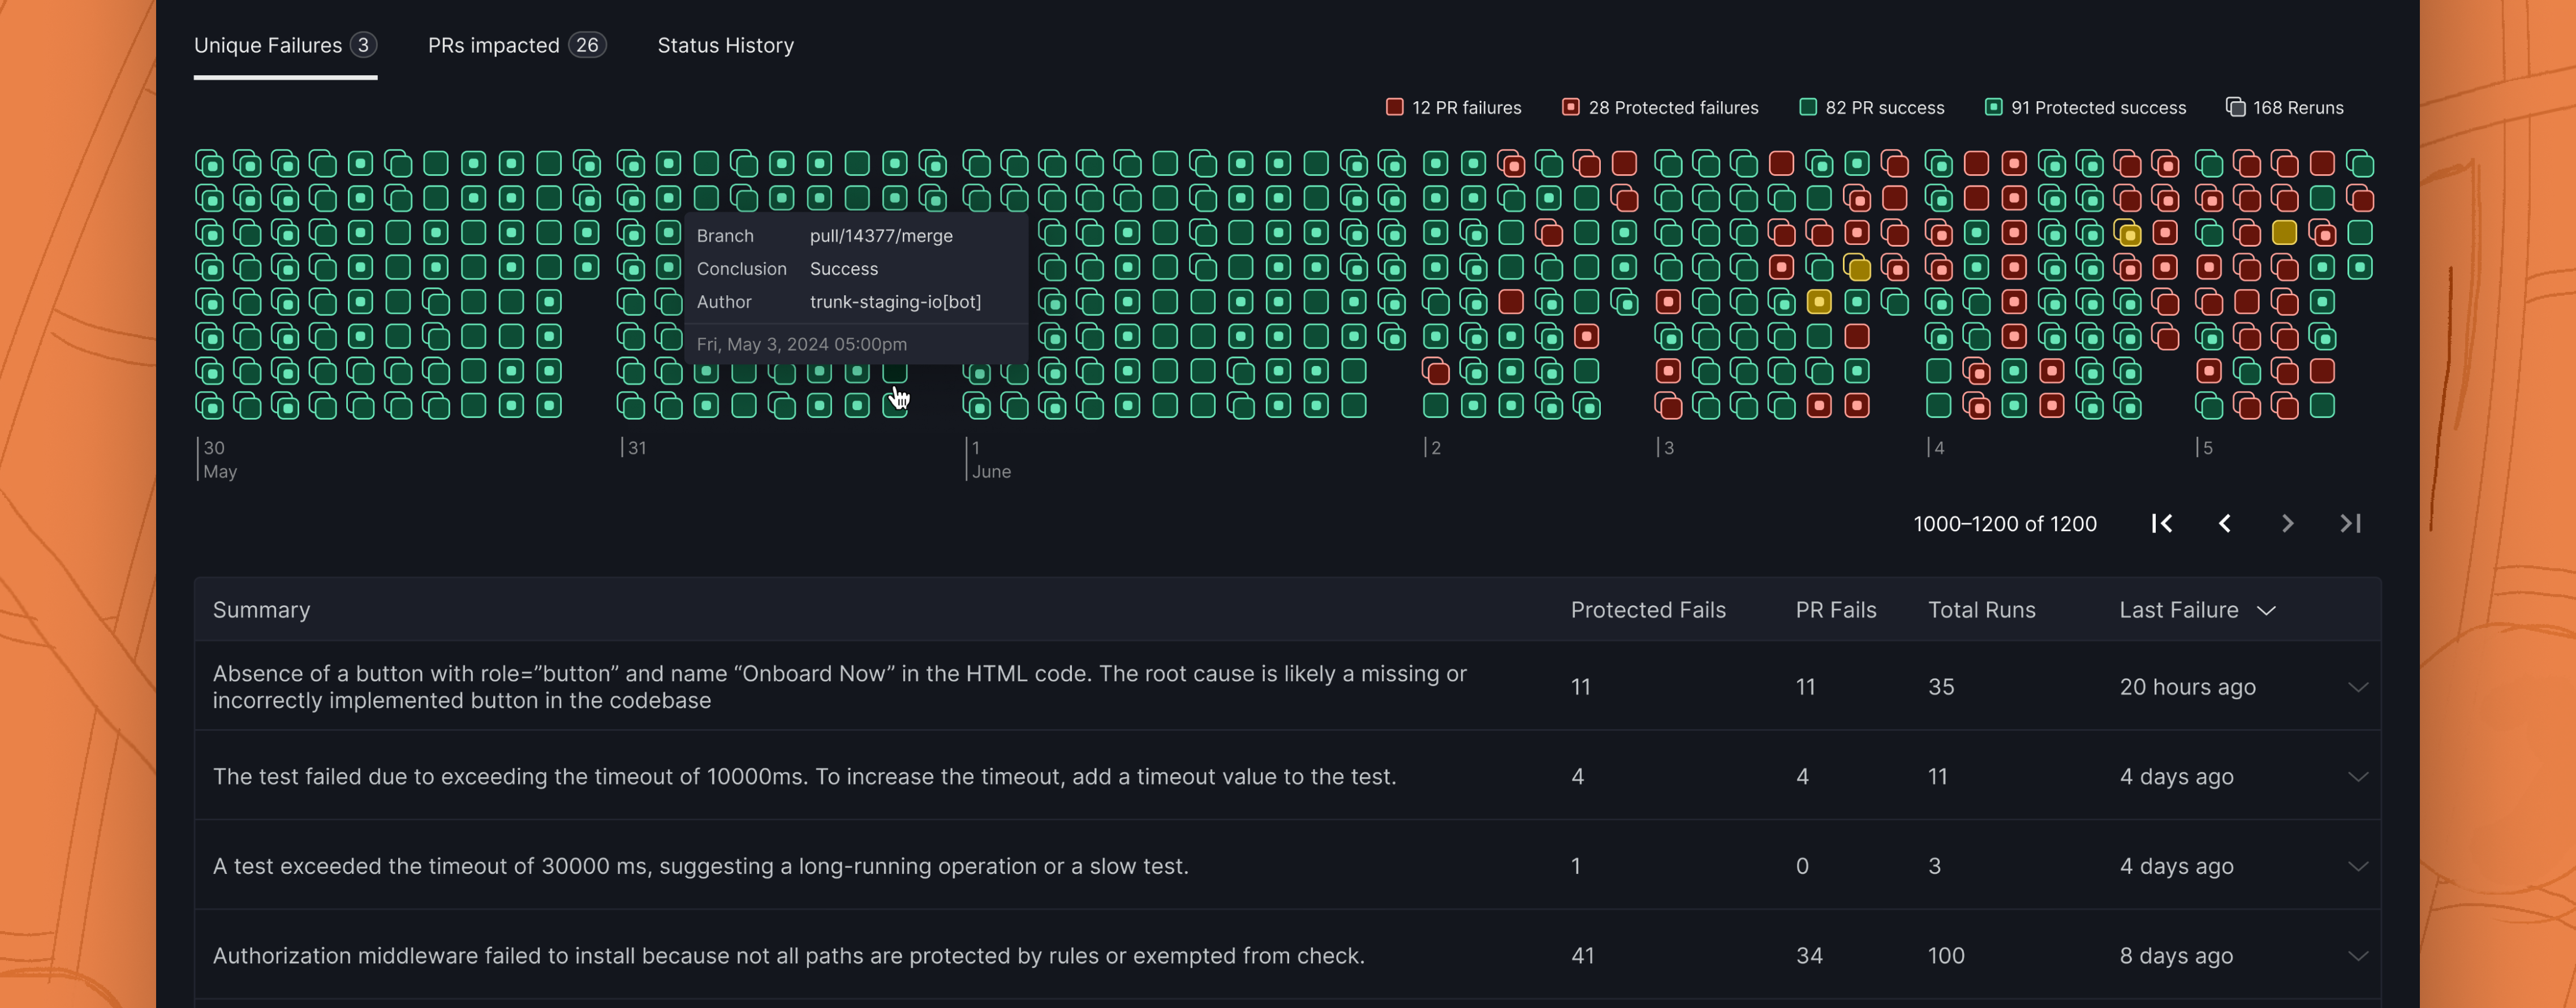 Unique Failures 3 PRs impacted 26 Status History
12 PR failures 28 Protected failures 82 PR success 91 Protected success 168 Reruns
Branch pull/14377/merge
Conclusion Success
Author trunk-staging-io[bot]
Fri, May 3, 2024 05:00pm
30 31 1 2 3 4 5
May June
1000–1200 of 1200
Summary Protected Fails PR Fails Total Runs Last Failure
Absence of a button with role=”button” and name “Onboard Now” in the HTML code. The root cause is likely a missing or
incorrectly implemented button in the codebase
11 11 35 20 hours ago
The test failed due to exceeding the timeout of 10000ms. To increase the timeout, add a timeout value to the test. 4 4 11 4 days ago
A test exceeded the timeout of 30000 ms, suggesting a long-running operation or a slow test. 1 0 3 4 days ago
Authorization middleware failed to install because not all paths are protected by rules or exempted from check. 41 34 100 8 days ago